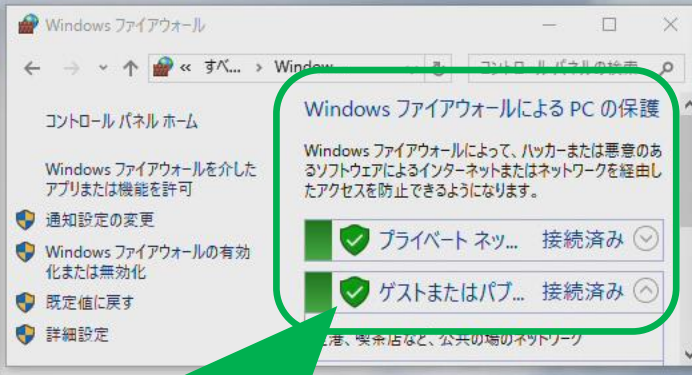 Windows ファイアウォール
« すべ... › Window
コントロール パネルの検索
コントロール パネル ホーム
Windows ファイアウォールを介した
アプリまたは機能を許可
通知設定の変更
Windows ファイアウォールの有効
化または無効化
既定値に戻す
詳細設定
Windows ファイアウォールによる PC の保護
Windows ファイアウォールによって、ハッカーまたは悪意のあ
るソフトウェアによるインターネットまたはネットワークを経由し
たアクセスを防止できるようになります。
プライベート ネッ... 接続済み
ゲストまたはパブ... 接続済み
空港、喫茶店など、公共の場のネットワーク